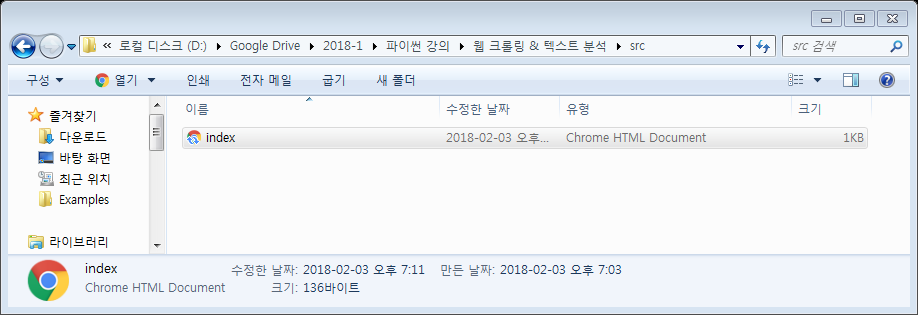 « 로컬 디스크 (D:) ▸ Google Drive ▸ 2018-1 ▸ 파이썬 강의 ▸ 웹 크롤링 & 텍스트 분석 ▸ src
src 검색
구성 열기 인쇄 전자 메일 굽기 새 폴더
이름 수정한 날짜 유형 크기
index 2018-02-03 오후... Chrome HTML Document 1KB
즐겨찾기
다운로드
바탕 화면
최근 위치
Examples
라이브러리
index 수정한 날짜: 2018-02-03 오후 7:11 만든 날짜: 2018-02-03 오후 7:03
Chrome HTML Document 크기: 136바이트